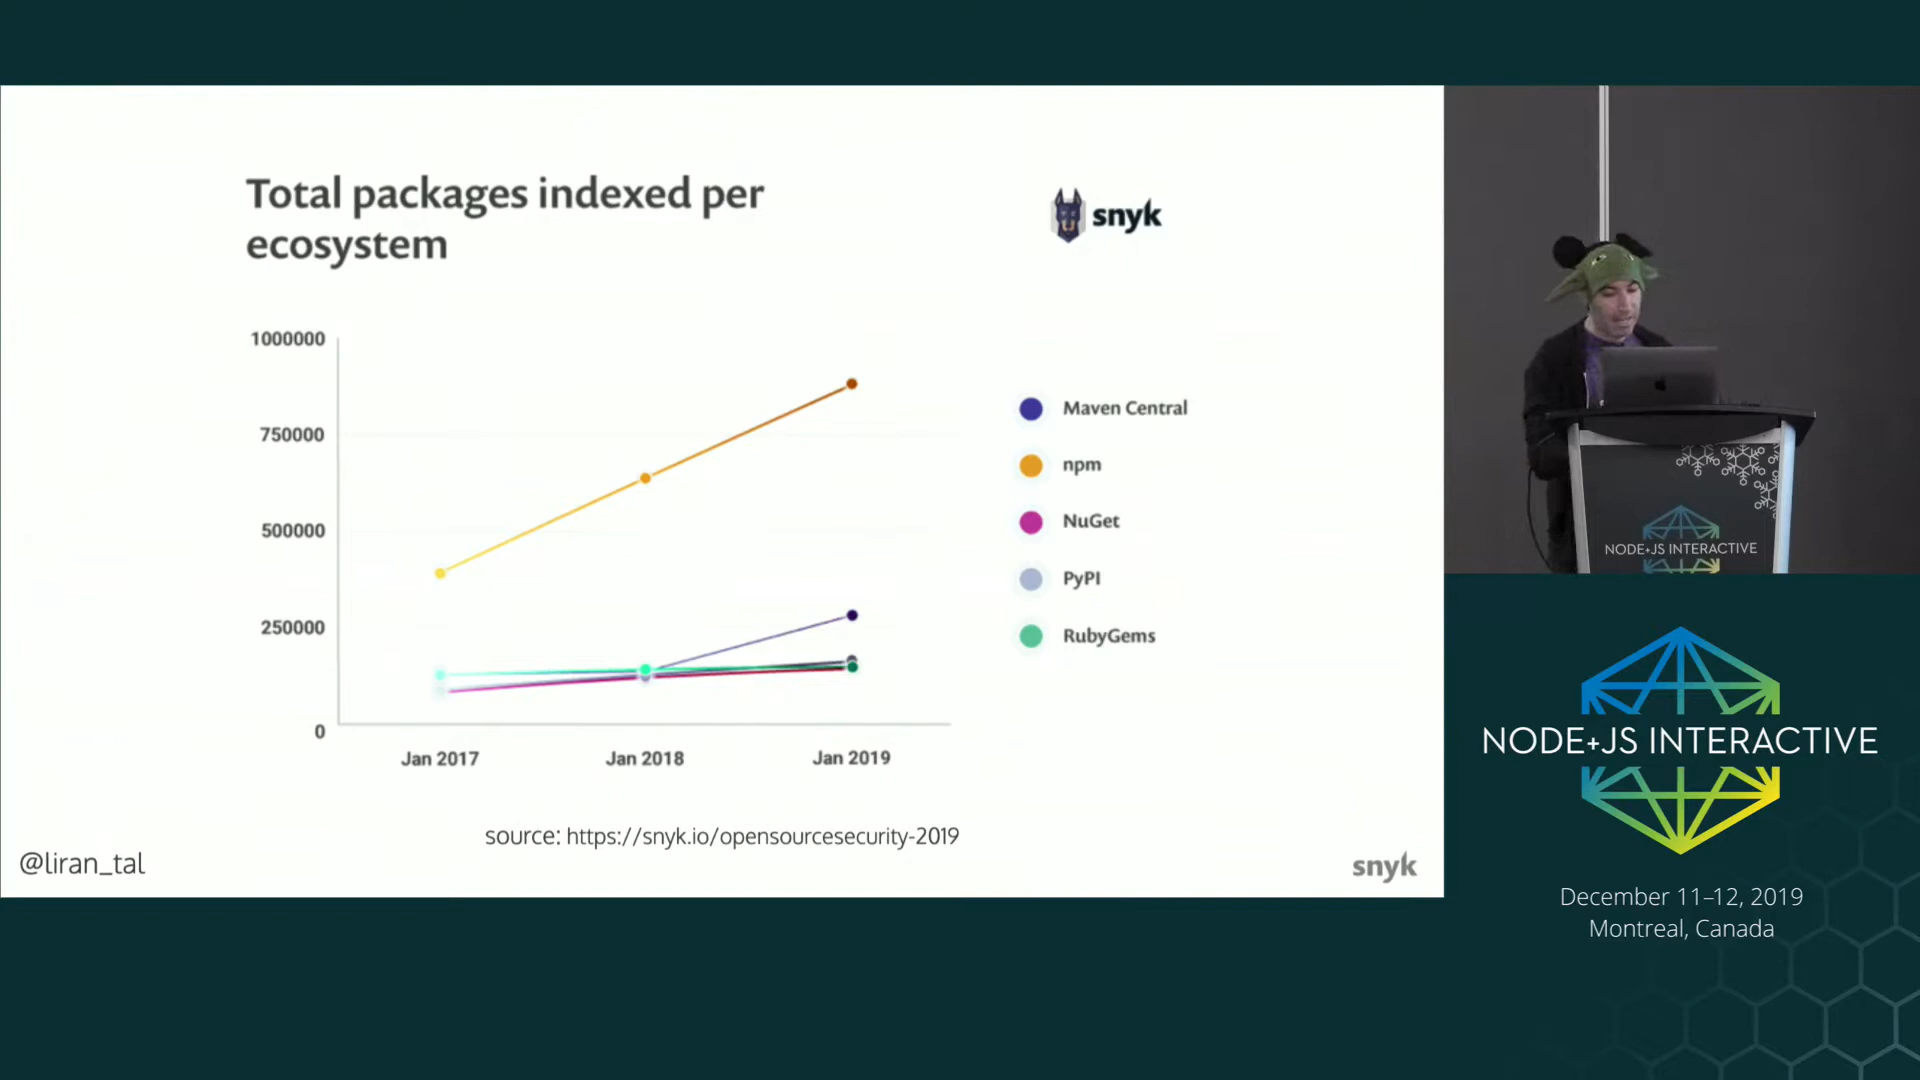 Total packages indexed per
ecosystem
snyk
1000000
750000
500000
250000
0
Jan 2017
Jan 2018
Jan 2019
Maven Central
npm
NuGet
PyPI
RubyGems
source: https://snyk.io/opensourcesecurity-2019
@liran_tal
snyk
NODE+JS INTERACTIVE
NODE+JS INTERACTIVE
December 11–12, 2019
Montreal, Canada